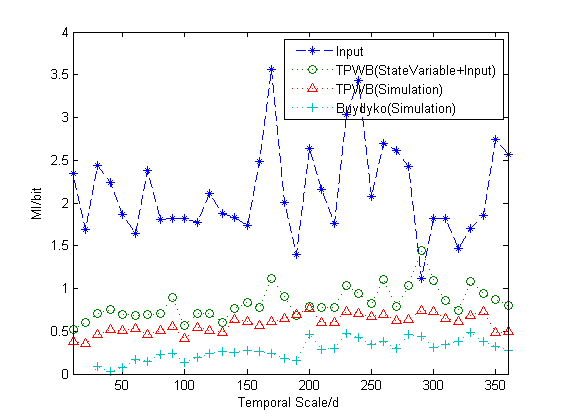 4
3.5
3
2.5
2
1.5
1
0.5
0
MI/bit
Input
TPWB(StateVariable+Input)
TPWB(Simulation)
Buydyko(Simulation)
50
100
150
200
250
300
350
Temporal Scale/d